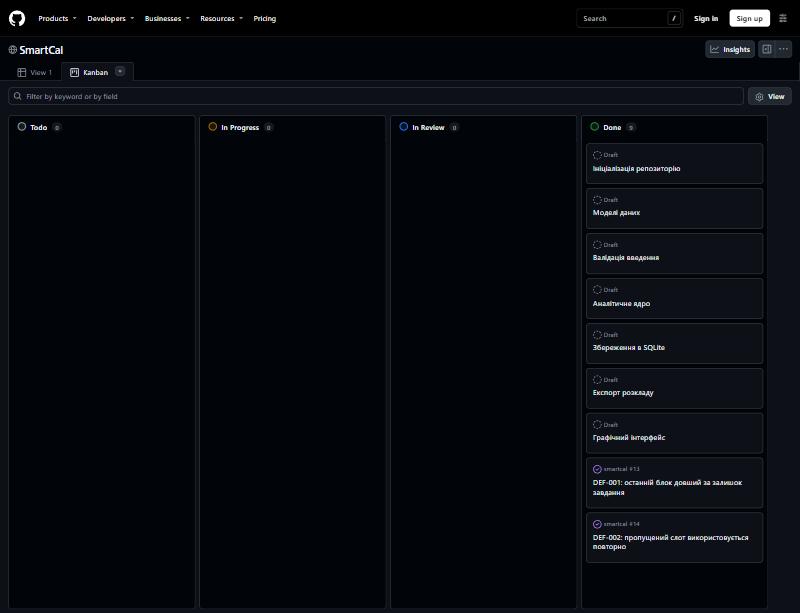 Products Developers Businesses Resources Pricing Search / Sign in Sign up
SmartCal Insights
View 1 Kanban
Filter by keyword or by field View
Todo 0 In Progress 0 In Review 0 Done 9
Draft
Ініціалізація репозиторію
Draft
Моделі даних
Draft
Валідація введення
Draft
Аналітичне ядро
Draft
Збереження в SQLite
Draft
Експорт розкладу
Draft
Графічний інтерфейс
smartcal #13
DEF-001: останній блок довший за залишок
завдання
smartcal #14
DEF-002: пропущений слот використовується
повторно